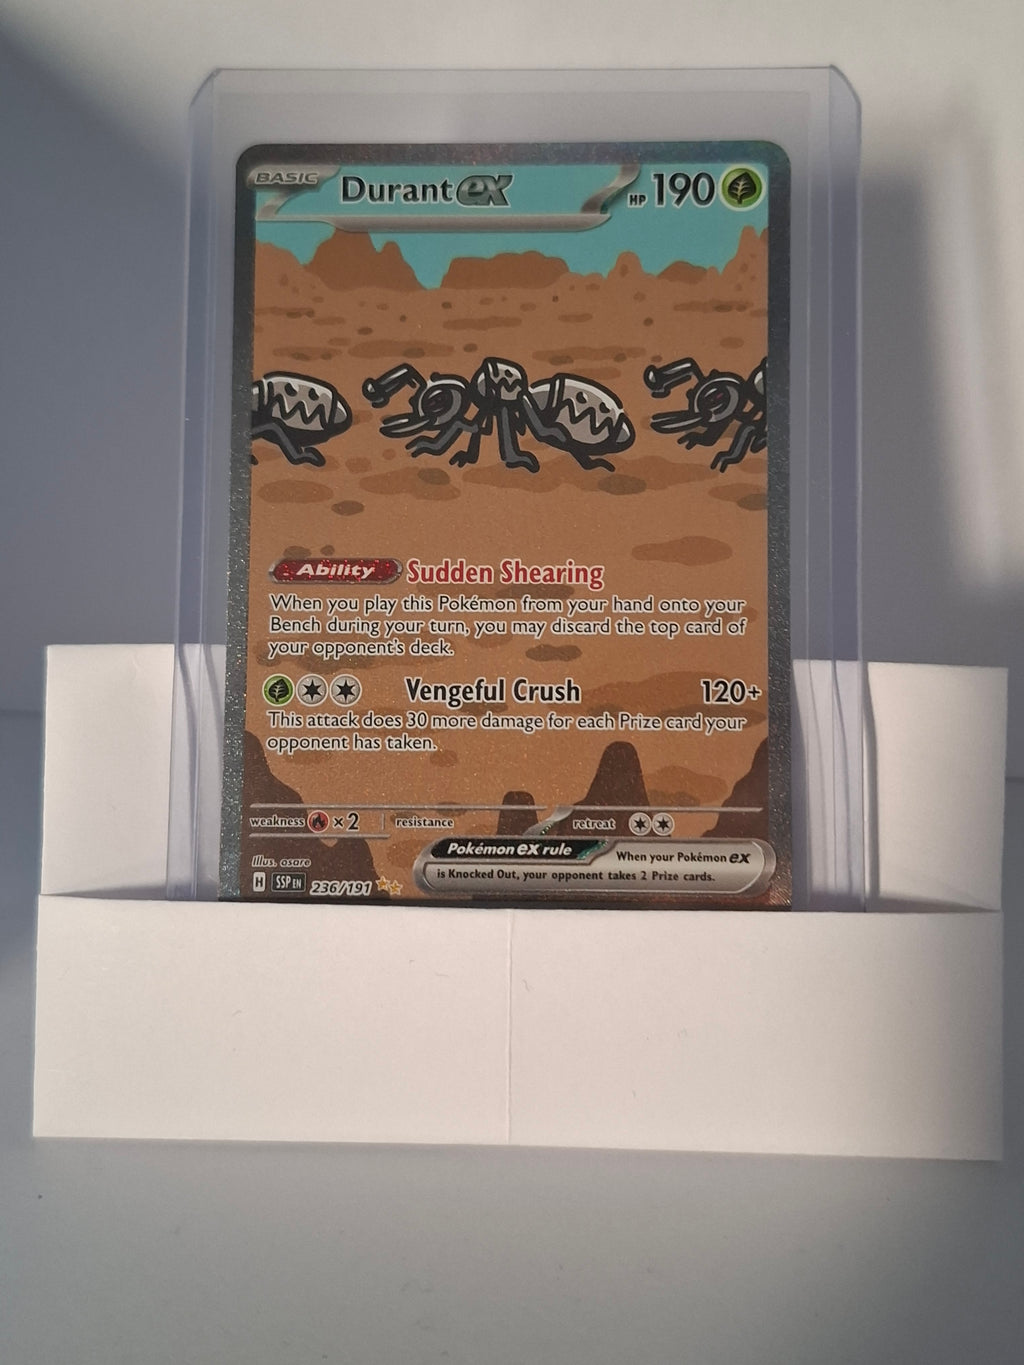 BASIC Durant ex HP 190
Ability Sudden Shearing
When you play this Pokémon from your hand onto your
Bench during your turn, you may discard the top card of
your opponent's deck.
Vengeful Crush 120+
This attack does 30 more damage for each Prize card your
opponent has taken.
weakness ×2 resistance retreat
Pokémon ex rule When your Pokémon ex
is Knocked Out, your opponent takes 2 Prize cards.
Illus. osare
H SSP EN 236/191